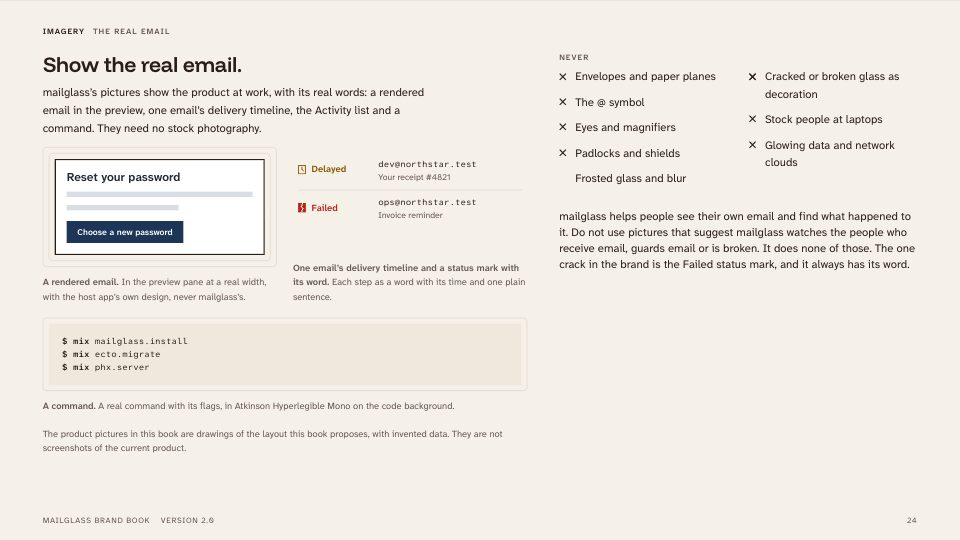 IMAGERY THE REAL EMAIL
Show the real email.
mailglass's pictures show the product at work, with its real words: a rendered
email in the preview, one email's delivery timeline, the Activity list and a
command. They need no stock photography.
Reset your password
Choose a new password
A rendered email. In the preview pane at a real width,
with the host app's own design, never mailglass's.
Delayed
dev@northstar.test
Your receipt #4821
Failed
ops@northstar.test
Invoice reminder
One email's delivery timeline and a status mark with
its word. Each step as a word with its time and one plain
sentence.
$ mix mailglass.install
$ mix ecto.migrate
$ mix phx.server
A command. A real command with its flags, in Atkinson Hyperlegible Mono on the code background.
The product pictures in this book are drawings of the layout this book proposes, with invented data. They are not
screenshots of the current product.
NEVER
Envelopes and paper planes
The @ symbol
Eyes and magnifiers
Padlocks and shields
Frosted glass and blur
Cracked or broken glass as
decoration
Stock people at laptops
Glowing data and network
clouds
mailglass helps people see their own email and find what happened to
it. Do not use pictures that suggest mailglass watches the people who
receive email, guards email or is broken. It does none of those. The one
crack in the brand is the Failed status mark, and it always has its word.
MAILGLASS BRAND BOOK VERSION 2.0
24